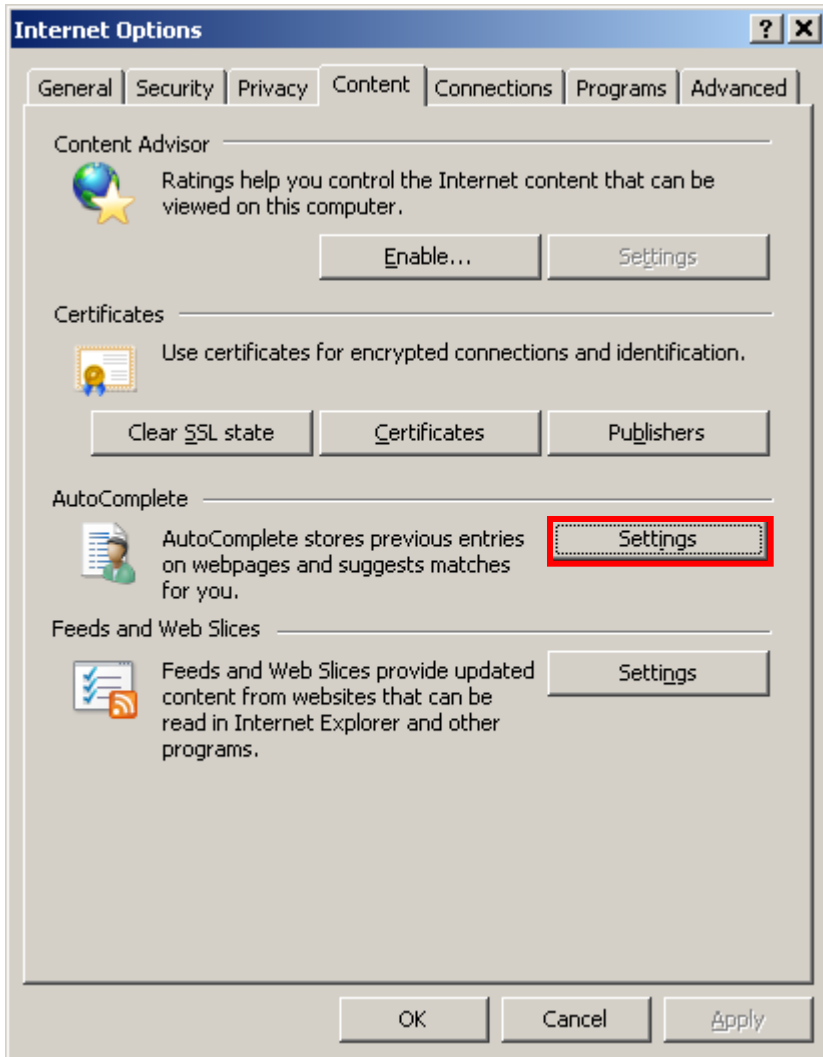 Internet Options
General Security Privacy Content Connections Programs Advanced
Content Advisor
Ratings help you control the Internet content that can be
viewed on this computer.
Enable... Settings
Certificates
Use certificates for encrypted connections and identification.
Clear SSL state Certificates Publishers
AutoComplete
AutoComplete stores previous entries
on webpages and suggests matches
for you.
Settings
Feeds and Web Slices
Feeds and Web Slices provide updated
content from websites that can be
read in Internet Explorer and other
programs.
Settings
OK Cancel Apply